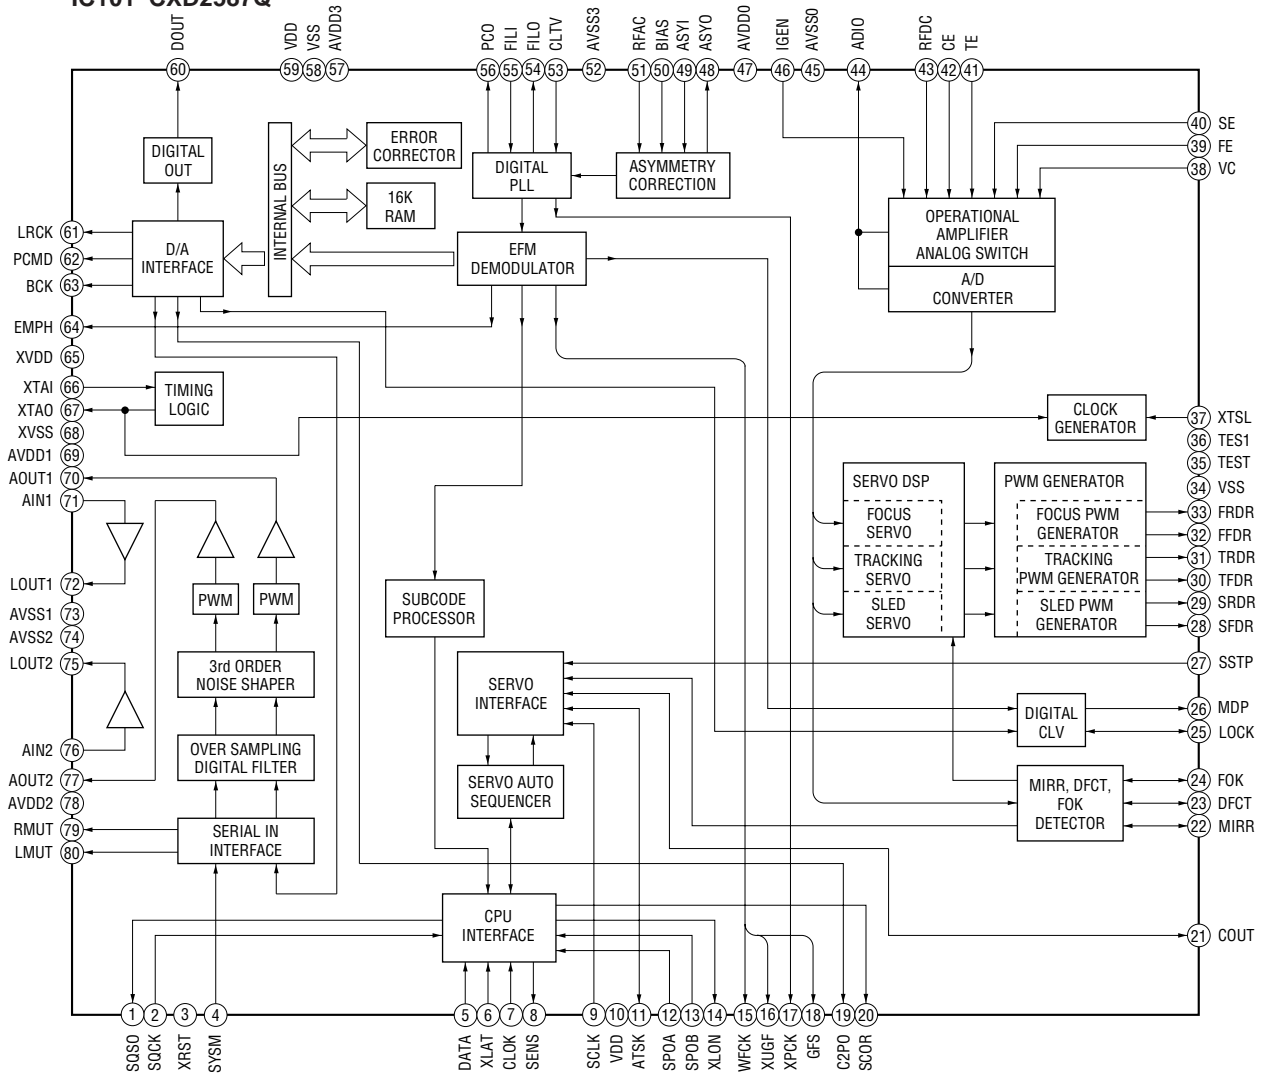 IC101 CXD2587Q
DOUT
VDD
VSS
AVDD3
PCO
FILI
FILO
CLTV
AVSS3
RFAC
BIAS
ASYI
ASYO
AVDD0
IGEN
AVSS0
ADIO
RFDC
CE
TE
60
59
58
57
56
55
54
53
52
51
50
49
48
47
46
45
44
43
42
41
40 SE
39 FE
38 VC
DIGITAL
OUT
INTERNAL BUS
ERROR
CORRECTOR
16K
RAM
DIGITAL
PLL
ASYMMETRY
CORRECTION
OPERATIONAL
AMPLIFIER
ANALOG SWITCH
A/D
CONVERTER
LRCK 61
PCMD 62
BCK 63
D/A
INTERFACE
EFM
DEMODULATOR
EMPH 64
XVDD 65
XTAI 66
XTAO 67
XVSS 68
AVDD1 69
AOUT1 70
AIN1 71
TIMING
LOGIC
CLOCK
GENERATOR
37 XTSL
36 TES1
35 TEST
34 VSS
33 FRDR
32 FFDR
31 TRDR
30 TFDR
29 SRDR
28 SFDR
27 SSTP
26 MDP
25 LOCK
24 FOK
23 DFCT
22 MIRR
21 COUT
SERVO DSP
FOCUS
SERVO
TRACKING
SERVO
SLED
SERVO
PWM GENERATOR
FOCUS PWM
GENERATOR
TRACKING
PWM GENERATOR
SLED PWM
GENERATOR
LOUT1 72
AVSS1 73
AVSS2 74
LOUT2 75
AIN2 76
AOUT2 77
AVDD2 78
RMUT 79
LMUT 80
PWM
PWM
3rd ORDER
NOISE SHAPER
OVER SAMPLING
DIGITAL FILTER
SERIAL IN
INTERFACE
SUBCODE
PROCESSOR
SERVO
INTERFACE
SERVO AUTO
SEQUENCER
DIGITAL
CLV
MIRR, DFCT,
FOK
DETECTOR
CPU
INTERFACE
1
2
3
4
5
6
7
8
9
10
11
12
13
14
15
16
17
18
19
20
SQSO
SQCK
XRST
SYSM
DATA
XLAT
CLOK
SENS
SCLK
VDD
ATSK
SPOA
SPOB
XLON
WFCK
XUGF
XPCK
GFS
C2PO
SCOR